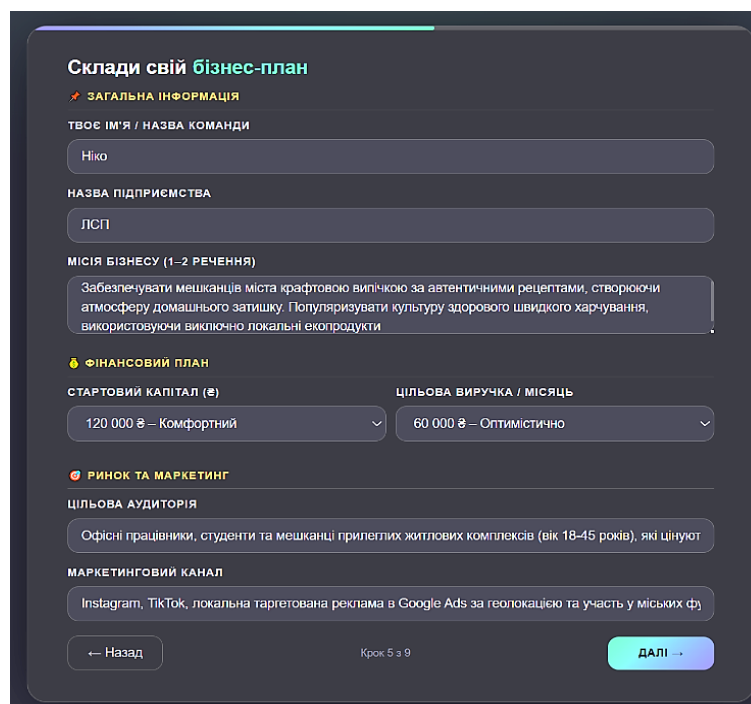 Склади свій бізнес-план
ЗАГАЛЬНА ІНФОРМАЦІЯ
ТВОЄ ІМ'Я / НАЗВА КОМАНДИ
Ніко
НАЗВА ПІДПРИЄМСТВА
ЛСП
МІСІЯ БІЗНЕСУ (1–2 РЕЧЕННЯ)
Забезпечувати мешканців міста крафтовою випічкою за автентичними рецептами, створюючи
атмосферу домашнього затишку. Популяризувати культуру здорового швидкого харчування,
використовуючи виключно локальні екопродукти
ФІНАНСОВИЙ ПЛАН
СТАРТОВИЙ КАПІТАЛ (₴)
ЦІЛЬОВА ВИРУЧКА / МІСЯЦЬ
120 000 ₴ – Комфортний
60 000 ₴ – Оптимістично
РИНОК ТА МАРКЕТИНГ
ЦІЛЬОВА АУДИТОРІЯ
Офісні працівники, студенти та мешканці прилеглих житлових комплексів (вік 18-45 років), які цінуют
МАРКЕТИНГОВИЙ КАНАЛ
Instagram, TikTok, локальна таргетована реклама в Google Ads за геолокацією та участь у міських фу
← Назад
Крок 5 з 9
ДАЛІ →